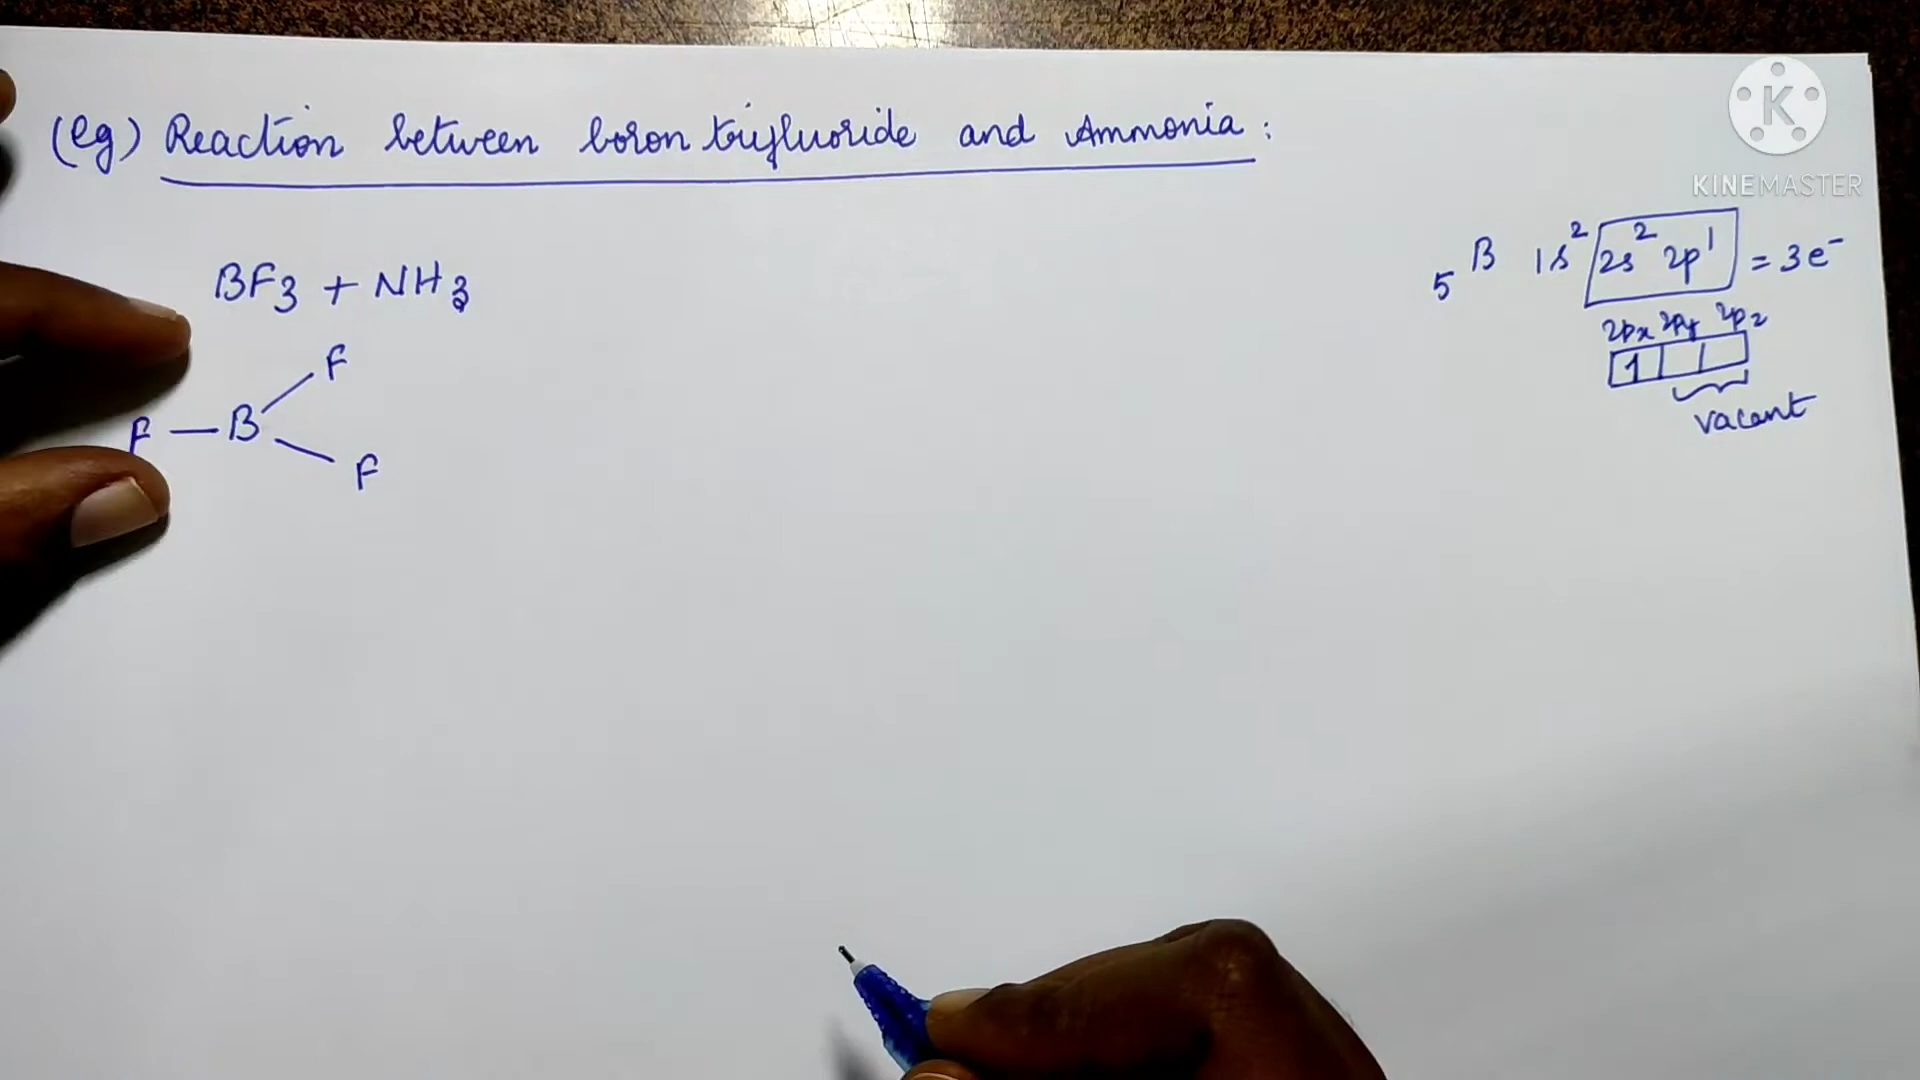 (eg) Reaction between boron trifluoride and Ammonia :
KINEMASTER
BF3 + NH3
5 B 1s² 2s² 2p¹ = 3e⁻
2px 2py 2pz
1
vacant
F
F — B
F